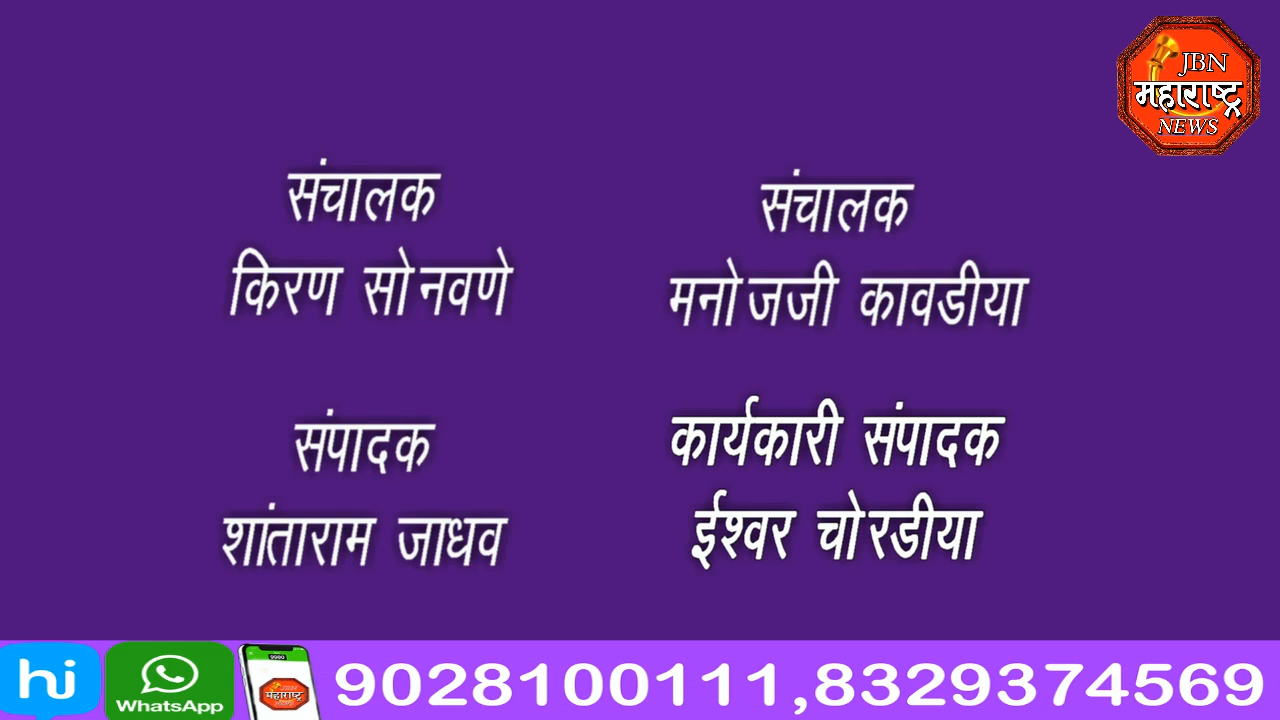 JBN
महाराष्ट्र
NEWS
संचालक
किरण सोनवणे
संचालक
मनोजजी कावडीया
संपादक
शांताराम जाधव
कार्यकारी संपादक
ईश्वर चोरडीया
hi
WhatsApp
महाराष्ट्र
9028100111,8329374569